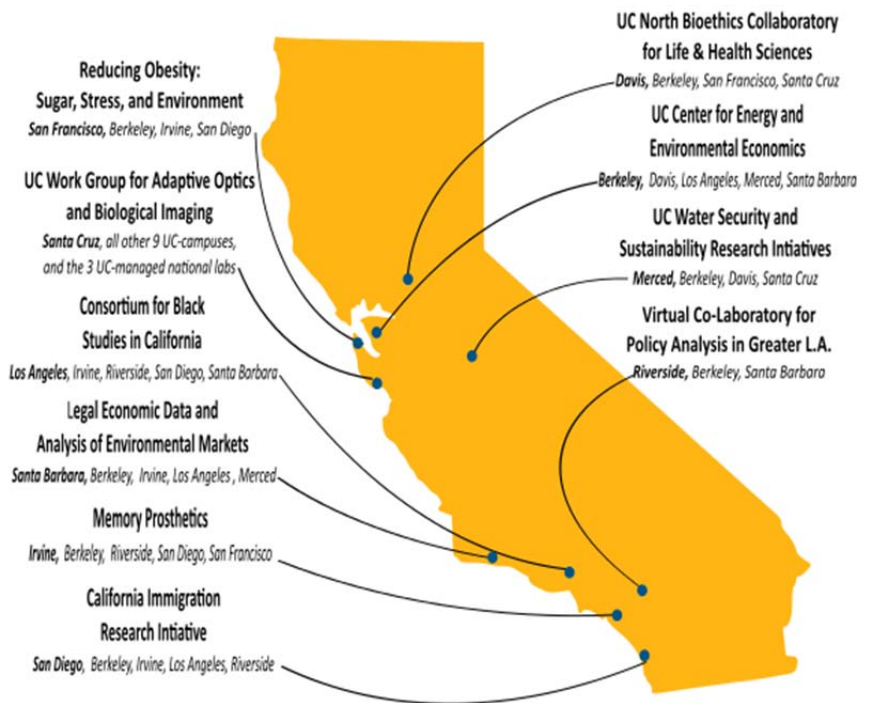 Reducing Obesity:
Sugar, Stress, and Environment
San Francisco, Berkeley, Irvine, San Diego
UC Work Group for Adaptive Optics
and Biological Imaging
Santa Cruz, all other 9 UC-campuses,
and the 3 UC-managed national labs
Consortium for Black
Studies in California
Los Angeles, Irvine, Riverside, San Diego, Santa Barbara
Legal Economic Data and
Analysis of Environmental Markets
Santa Barbara, Berkeley, Irvine, Los Angeles , Merced
Memory Prosthetics
Irvine, Berkeley, Riverside, San Diego, San Francisco
California Immigration
Research Intiative
San Diego, Berkeley, Irvine, Los Angeles, Riverside
UC North Bioethics Collaboratory
for Life & Health Sciences
Davis, Berkeley, San Francisco, Santa Cruz
UC Center for Energy and
Environmental Economics
Berkeley, Davis, Los Angeles, Merced, Santa Barbara
UC Water Security and
Sustainability Research Intiatives
Merced, Berkeley, Davis, Santa Cruz
Virtual Co-Laboratory for
Policy Analysis in Greater L.A.
Riverside, Berkeley, Santa Barbara